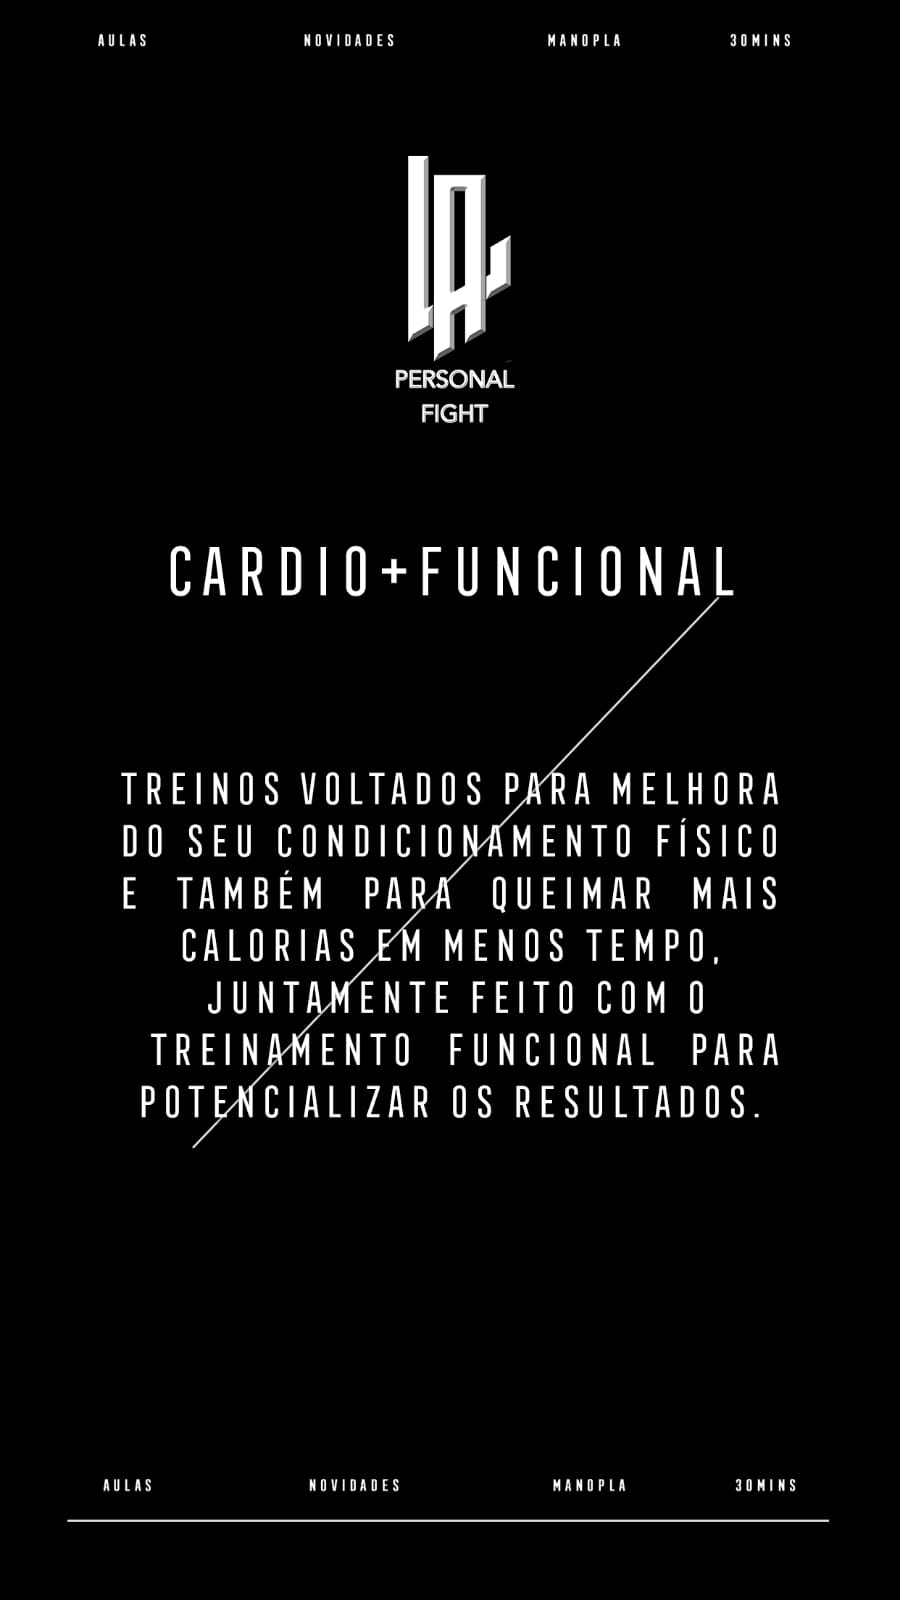 AULAS NOVIDADES MANOPLA 30MINS
LA.
PERSONAL
FIGHT
CARDIO+FUNCIONAL
TREINOS VOLTADOS PARA MELHORA
DO SEU CONDICIONAMENTO FÍSICO
E TAMBÉM PARA QUEIMAR MAIS
CALORIAS EM MENOS TEMPO,
JUNTAMENTE FEITO COM O
TREINAMENTO FUNCIONAL PARA
POTENCIALIZAR OS RESULTADOS.
AULAS NOVIDADES MANOPLA 30MINS